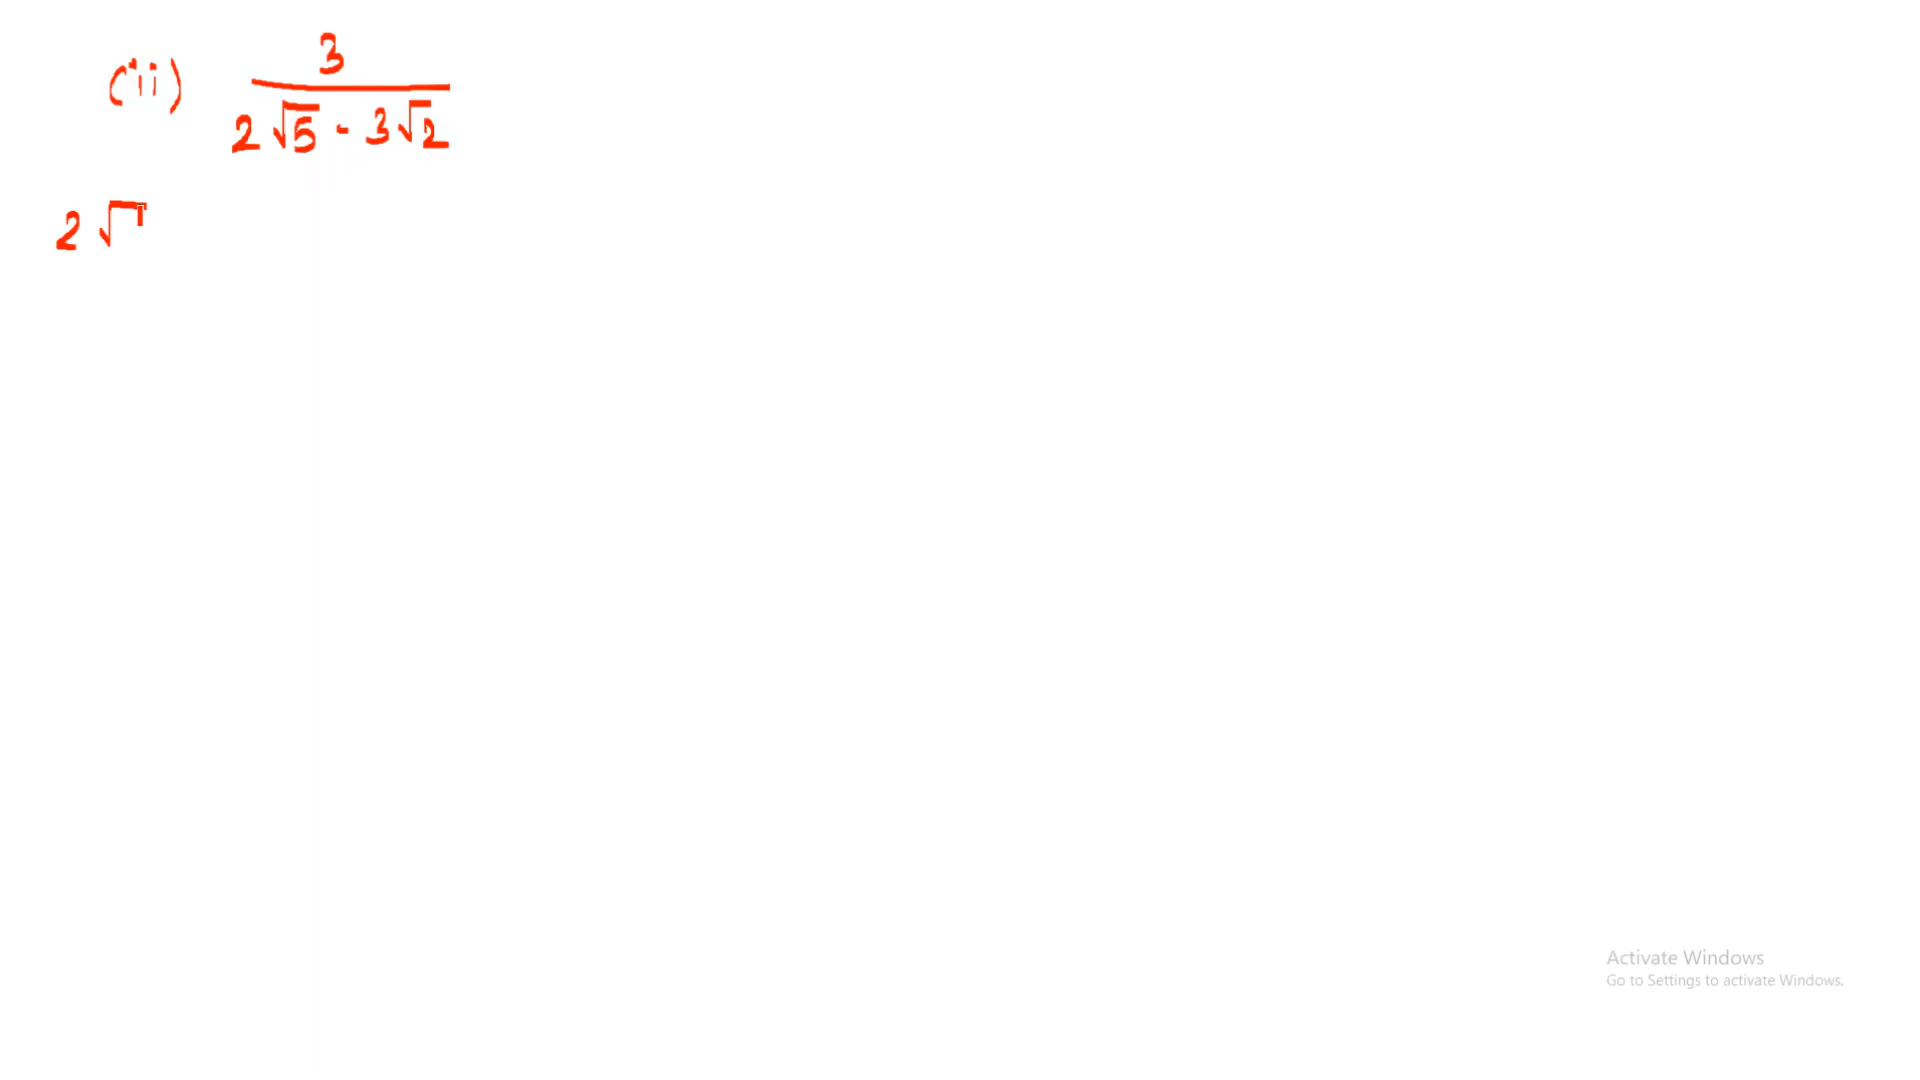 (ii) 3
2√5 - 3√2
2√
Activate Windows
Go to Settings to activate Windows.